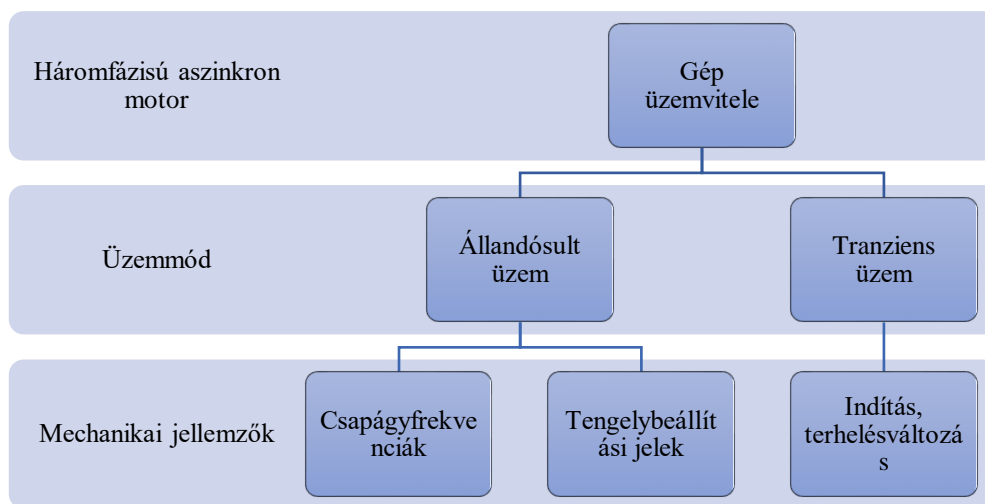 Háromfázisú aszinkron
motor
Gép
üzemvitele
Üzemmód
Állandósult
üzem
Tranziens
üzem
Mechanikai jellemzők
Csapágyfrekve
nciák
Tengelybeállít
ási jelek
Indítás,
terhelésváltozá
s